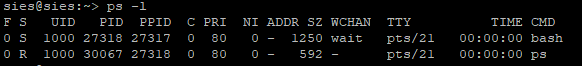 sies@sies:~> ps -l
F S   UID   PID  PPID  C PRI  NI ADDR SZ WCHAN  TTY          TIME CMD
0 S  1000 27318 27317  0  80   0 -  1250 wait   pts/21   00:00:00 bash
0 R  1000 30067 27318  0  80   0 -   592 -      pts/21   00:00:00 ps